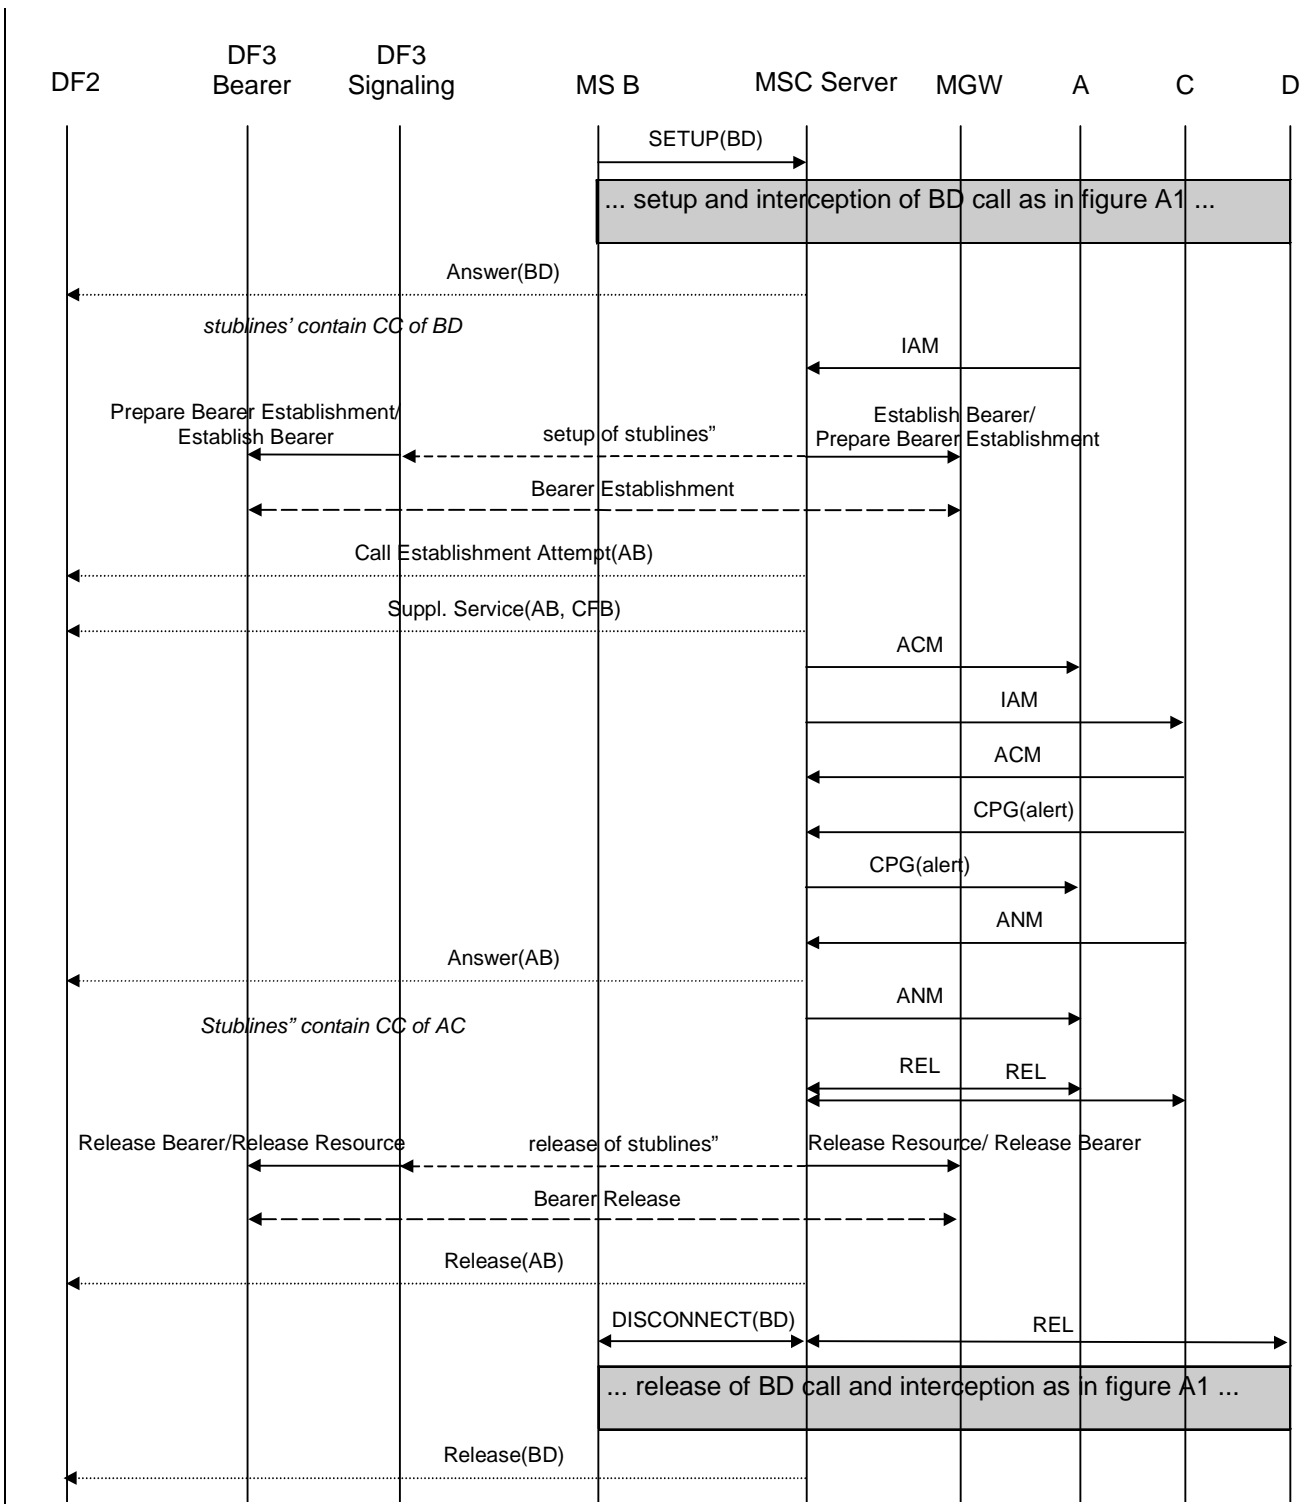 DF2
DF3
Bearer
DF3
Signaling
MS B
MSC Server
MGW
A
C
D
SETUP(BD)
... setup and interception of BD call as in figure A1 ...
Answer(BD)
stublines’ contain CC of BD
IAM
Prepare Bearer Establishment/
Establish Bearer
setup of stublines”
Establish Bearer/
Prepare Bearer Establishment
Bearer Establishment
Call Establishment Attempt(AB)
Suppl. Service(AB, CFB)
ACM
IAM
ACM
CPG(alert)
CPG(alert)
ANM
Answer(AB)
ANM
Stublines” contain CC of AC
REL
REL
Release Bearer/Release Resource
release of stublines”
Release Resource/ Release Bearer
Bearer Release
Release(AB)
DISCONNECT(BD)
REL
... release of BD call and interception as in figure A1 ...
Release(BD)